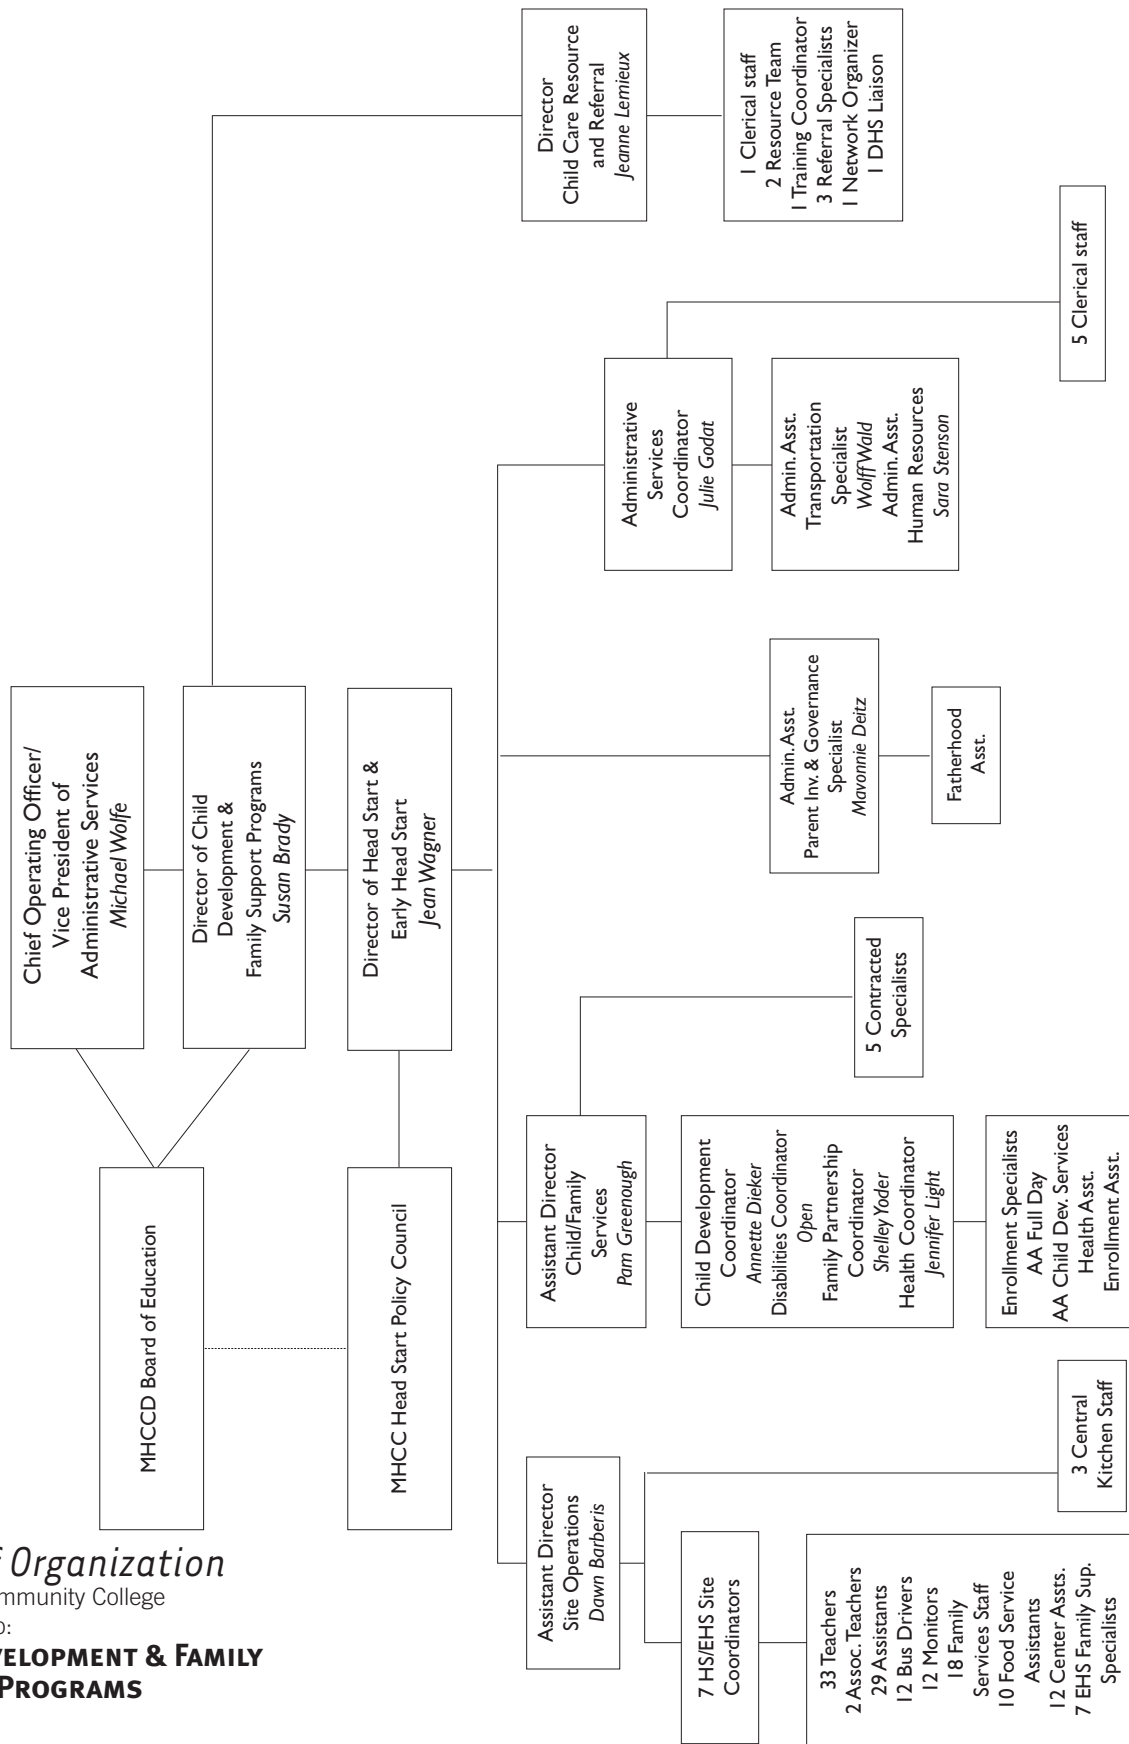 f Organization
mmunity College
D:
VELOPMENT & FAMILY
PROGRAMS
Chief Operating Officer/
Vice President of
Administrative Services
Michael Wolfe
Director of Child
Development &
Family Support Programs
Susan Brady
Director of Head Start &
Early Head Start
Jean Wagner
MHCCD Board of Education
MHCC Head Start Policy Council
Assistant Director
Site Operations
Dawn Barberis
7 HS/EHS Site
Coordinators
33 Teachers
2 Assoc. Teachers
29 Assistants
12 Bus Drivers
12 Monitors
18 Family
Services Staff
10 Food Service
Assistants
12 Center Assts.
7 EHS Family Sup.
Specialists
3 Central
Kitchen Staff
Assistant Director
Child/Family
Services
Pam Greenough
Child Development
Coordinator
Annette Dieker
Disabilities Coordinator
Open
Family Partnership
Coordinator
Shelley Yoder
Health Coordinator
Jennifer Light
Enrollment Specialists
AA Full Day
AA Child Dev. Services
Health Asst.
Enrollment Asst.
5 Contracted
Specialists
Admin. Asst.
Parent Inv. & Governance
Specialist
Mavonnie Deitz
Fatherhood
Asst.
Administrative
Services
Coordinator
Julie Godat
Admin. Asst.
Transportation
Specialist
Wolff Wald
Admin. Asst.
Human Resources
Sara Stenson
5 Clerical staff
Director
Child Care Resource
and Referral
Jeanne Lemieux
1 Clerical staff
2 Resource Team
1 Training Coordinator
3 Referral Specialists
1 Network Organizer
1 DHS Liaison